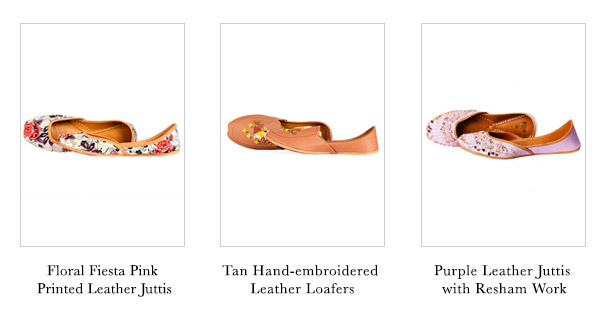 Floral Fiesta Pink
Printed Leather Juttis
Tan Hand-embroidered
Leather Loafers
Purple Leather Juttis
with Resham Work